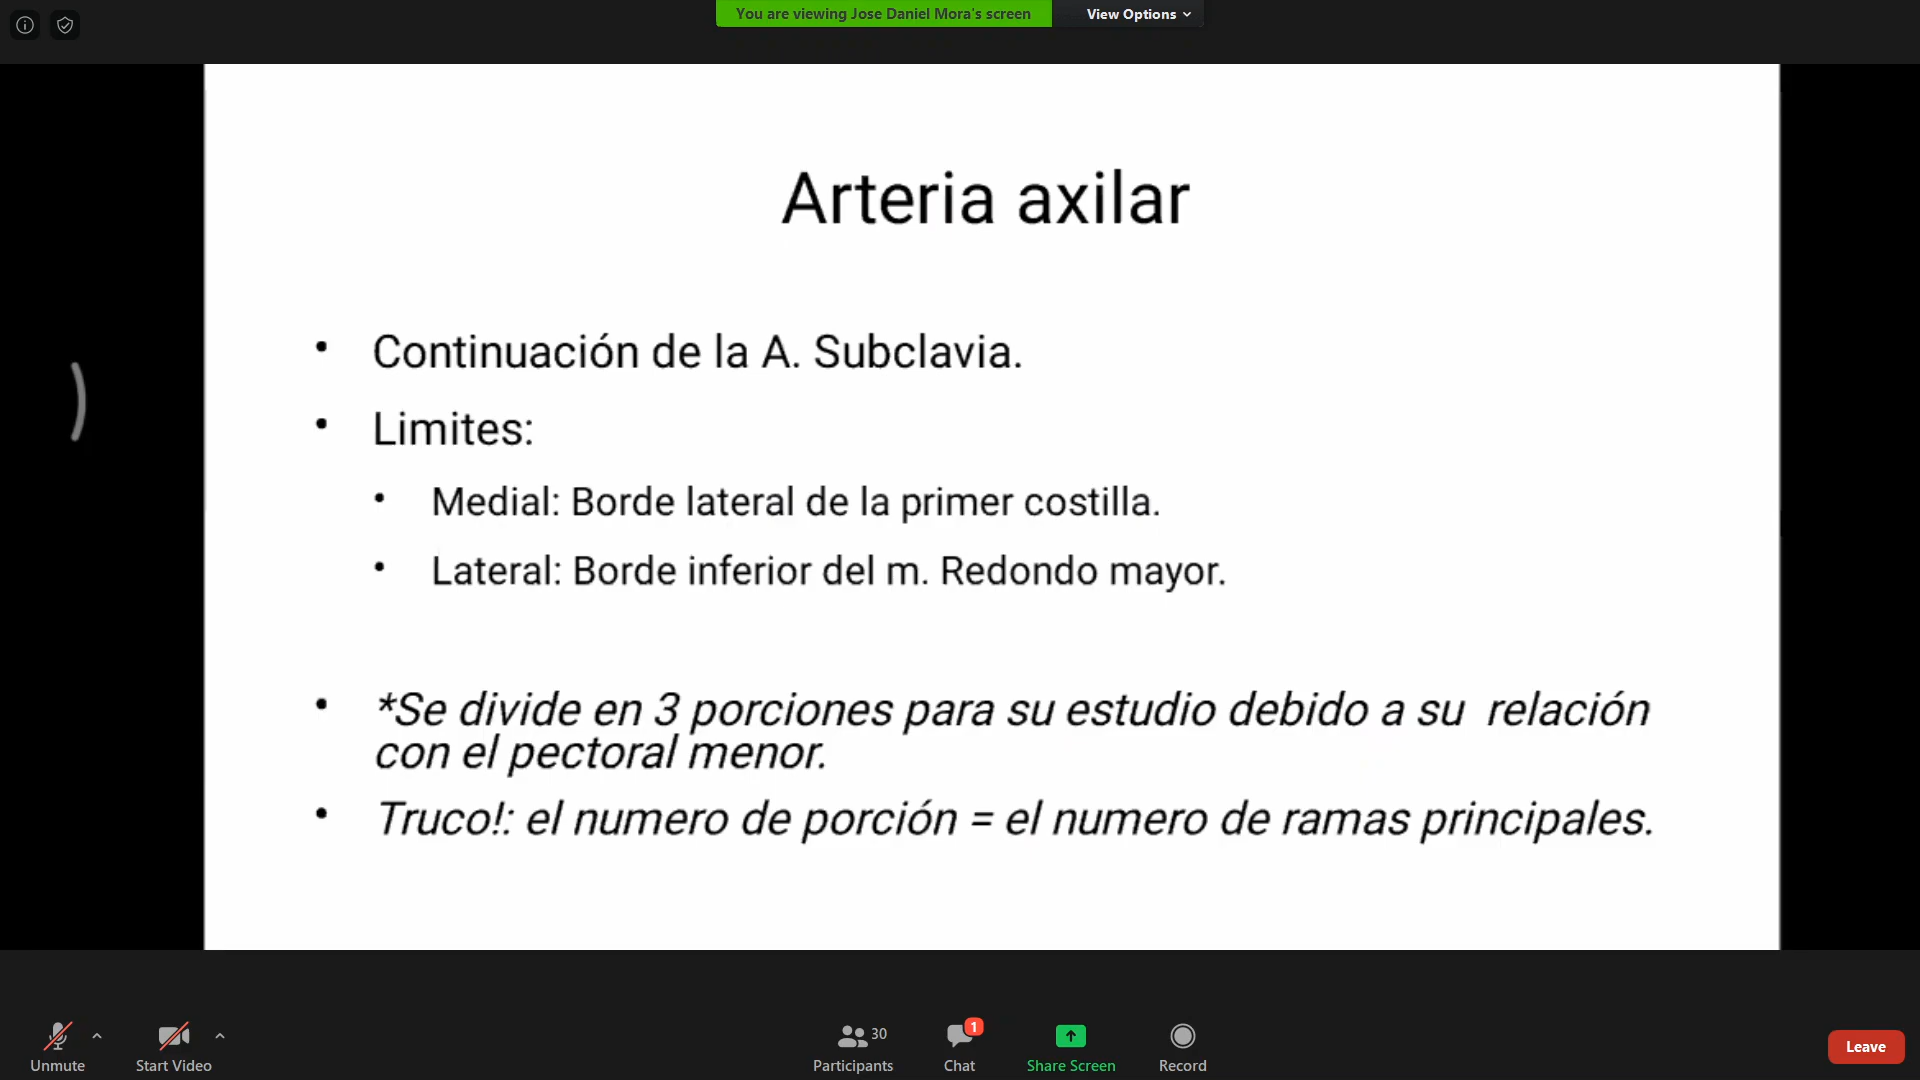 You are viewing Jose Daniel Mora's screen
View Options
Arteria axilar
• Continuación de la A. Subclavia.
• Limites:
• Medial: Borde lateral de la primer costilla.
• Lateral: Borde inferior del m. Redondo mayor.
• *Se divide en 3 porciones para su estudio debido a su relación
con el pectoral menor.
• Truco!: el numero de porción = el numero de ramas principales.
30
1
Unmute
Start Video
Participants
Chat
Share Screen
Record
Leave